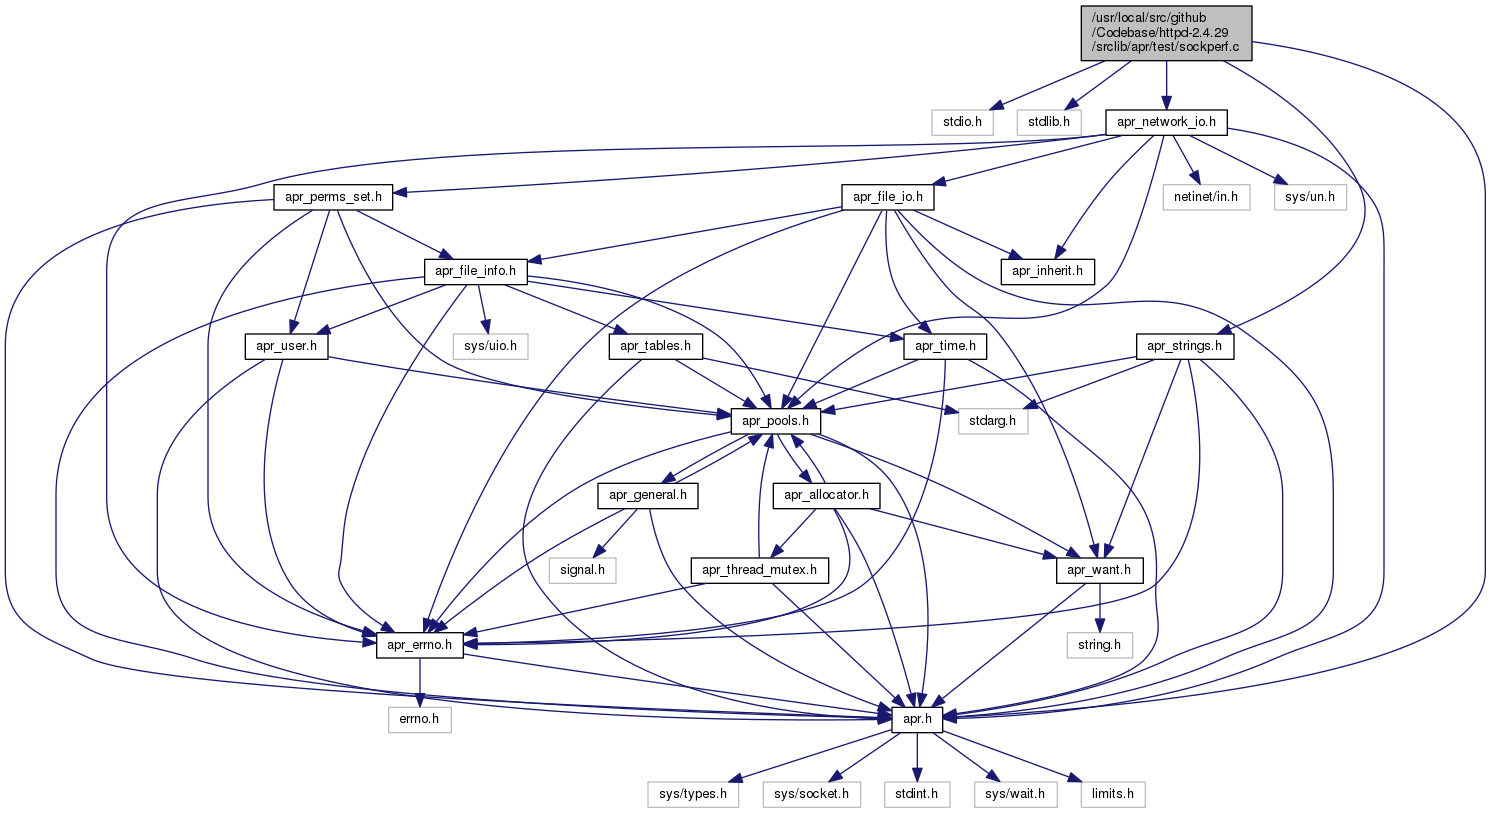 /usr/local/src/github
/Codebase/httpd-2.4.29
/srclib/apr/test/sockperf.c
stdio.h
stdlib.h
apr_network_io.h
apr_perms_set.h
apr_file_io.h
netinet/in.h
sys/un.h
apr_file_info.h
apr_inherit.h
apr_user.h
sys/uio.h
apr_tables.h
apr_time.h
apr_strings.h
apr_pools.h
stdarg.h
apr_general.h
apr_allocator.h
signal.h
apr_thread_mutex.h
apr_want.h
apr_errno.h
string.h
errno.h
apr.h
sys/types.h
sys/socket.h
stdint.h
sys/wait.h
limits.h